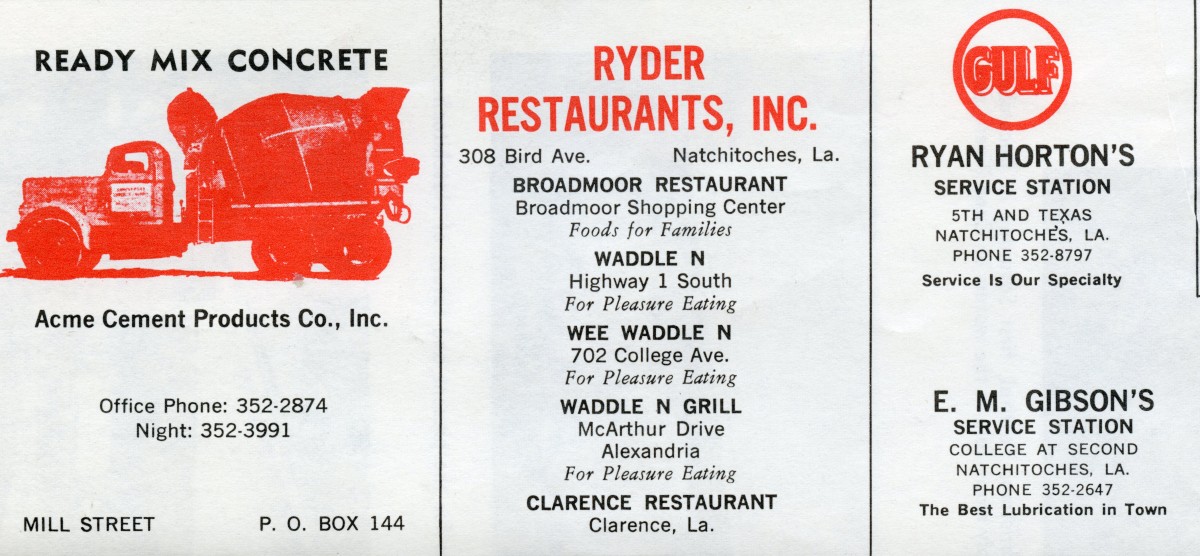 READY MIX CONCRETE
Acme Cement Products Co., Inc.
Office Phone: 352-2874
Night: 352-3991
MILL STREET P. O. BOX 144
RYDER
RESTAURANTS, INC.
308 Bird Ave. Natchitoches, La.
BROADMOOR RESTAURANT
Broadmoor Shopping Center
Foods for Families
WADDLE N
Highway 1 South
For Pleasure Eating
WEE WADDLE N
702 College Ave.
For Pleasure Eating
WADDLE N GRILL
McArthur Drive
Alexandria
For Pleasure Eating
CLARENCE RESTAURANT
Clarence, La.
GULF
RYAN HORTON'S
SERVICE STATION
5TH AND TEXAS
NATCHITOCHES, LA.
PHONE 352-8797
Service Is Our Specialty
E. M. GIBSON'S
SERVICE STATION
COLLEGE AT SECOND
NATCHITOCHES, LA.
PHONE 352-2647
The Best Lubrication in Town